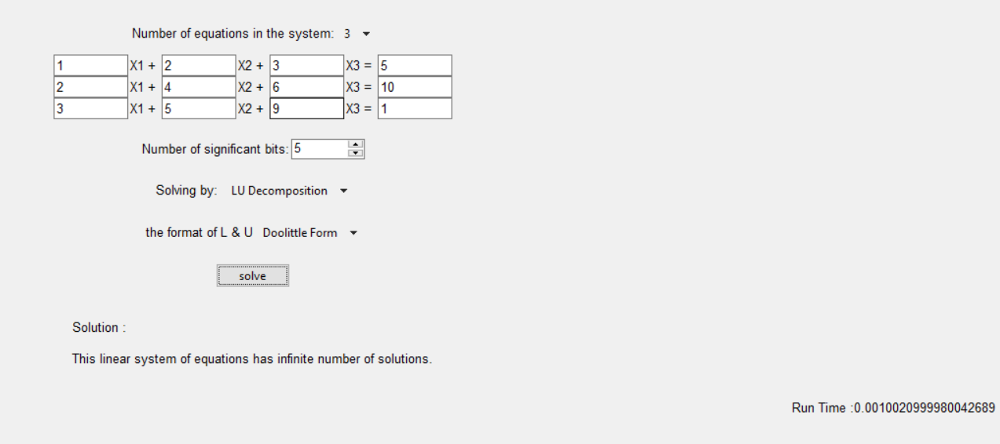 Number of equations in the system: 3
1 X1 + 2 X2 + 3 X3 = 5
2 X1 + 4 X2 + 6 X3 = 10
3 X1 + 5 X2 + 9 X3 = 1
Number of significant bits: 5
Solving by: LU Decomposition
the format of L & U Doolittle Form
solve
Solution :
This linear system of equations has infinite number of solutions.
Run Time :0.0010020999980042689